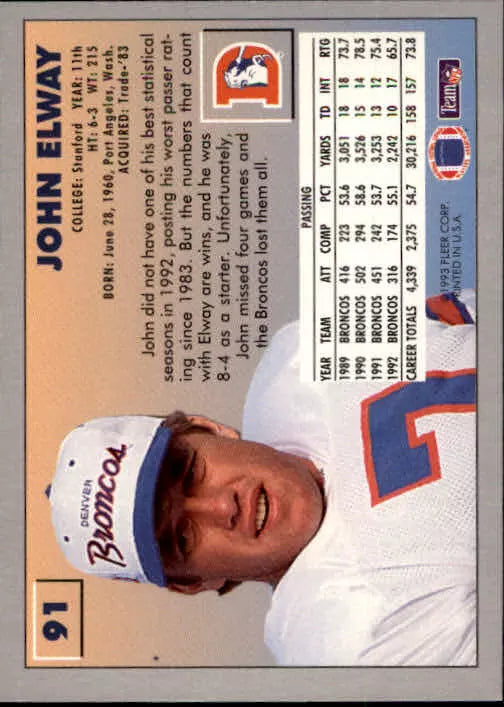 91
JOHN ELWAY
COLLEGE: Stanford YEAR: 11th
HT: 6-3 WT: 215
BORN: June 28, 1960, Port Angeles, Wash.
ACQUIRED: Trade-'83
John did not have one of his best statistical
seasons in 1992, posting his worst passer rat-
ing since 1983. But the numbers that count
with Elway are wins, and he was
8-4 as a starter. Unfortunately,
John missed four games and
the Broncos lost them all.
DENVER
Broncos
PASSING
YEAR TEAM ATT COMP PCT YARDS TD INT RTG
1989 BRONCOS 416 223 53.6 3,051 18 18 73.7
1990 BRONCOS 502 294 58.6 3,526 15 14 78.5
1991 BRONCOS 451 242 53.7 3,253 13 12 75.4
1992 BRONCOS 316 174 55.1 2,242 10 17 65.7
CAREER TOTALS 4,339 2,375 54.7 30,216 158 157 73.8
©1993 FLEER CORP.
PRINTED IN U.S.A.
Team NFL
7